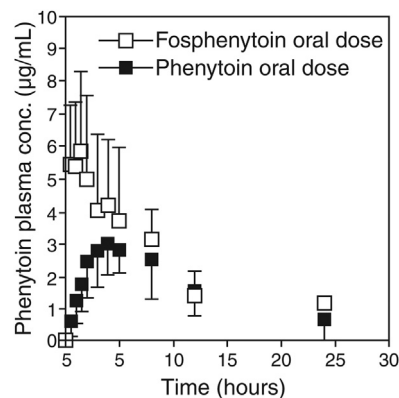 Fosphenytoin oral dose
Phenytoin oral dose
Phenytoin plasma conc. (µg/mL)
10
9
8
7
6
5
4
3
2
1
0
5 5 10 15 20 25 30
Time (hours)